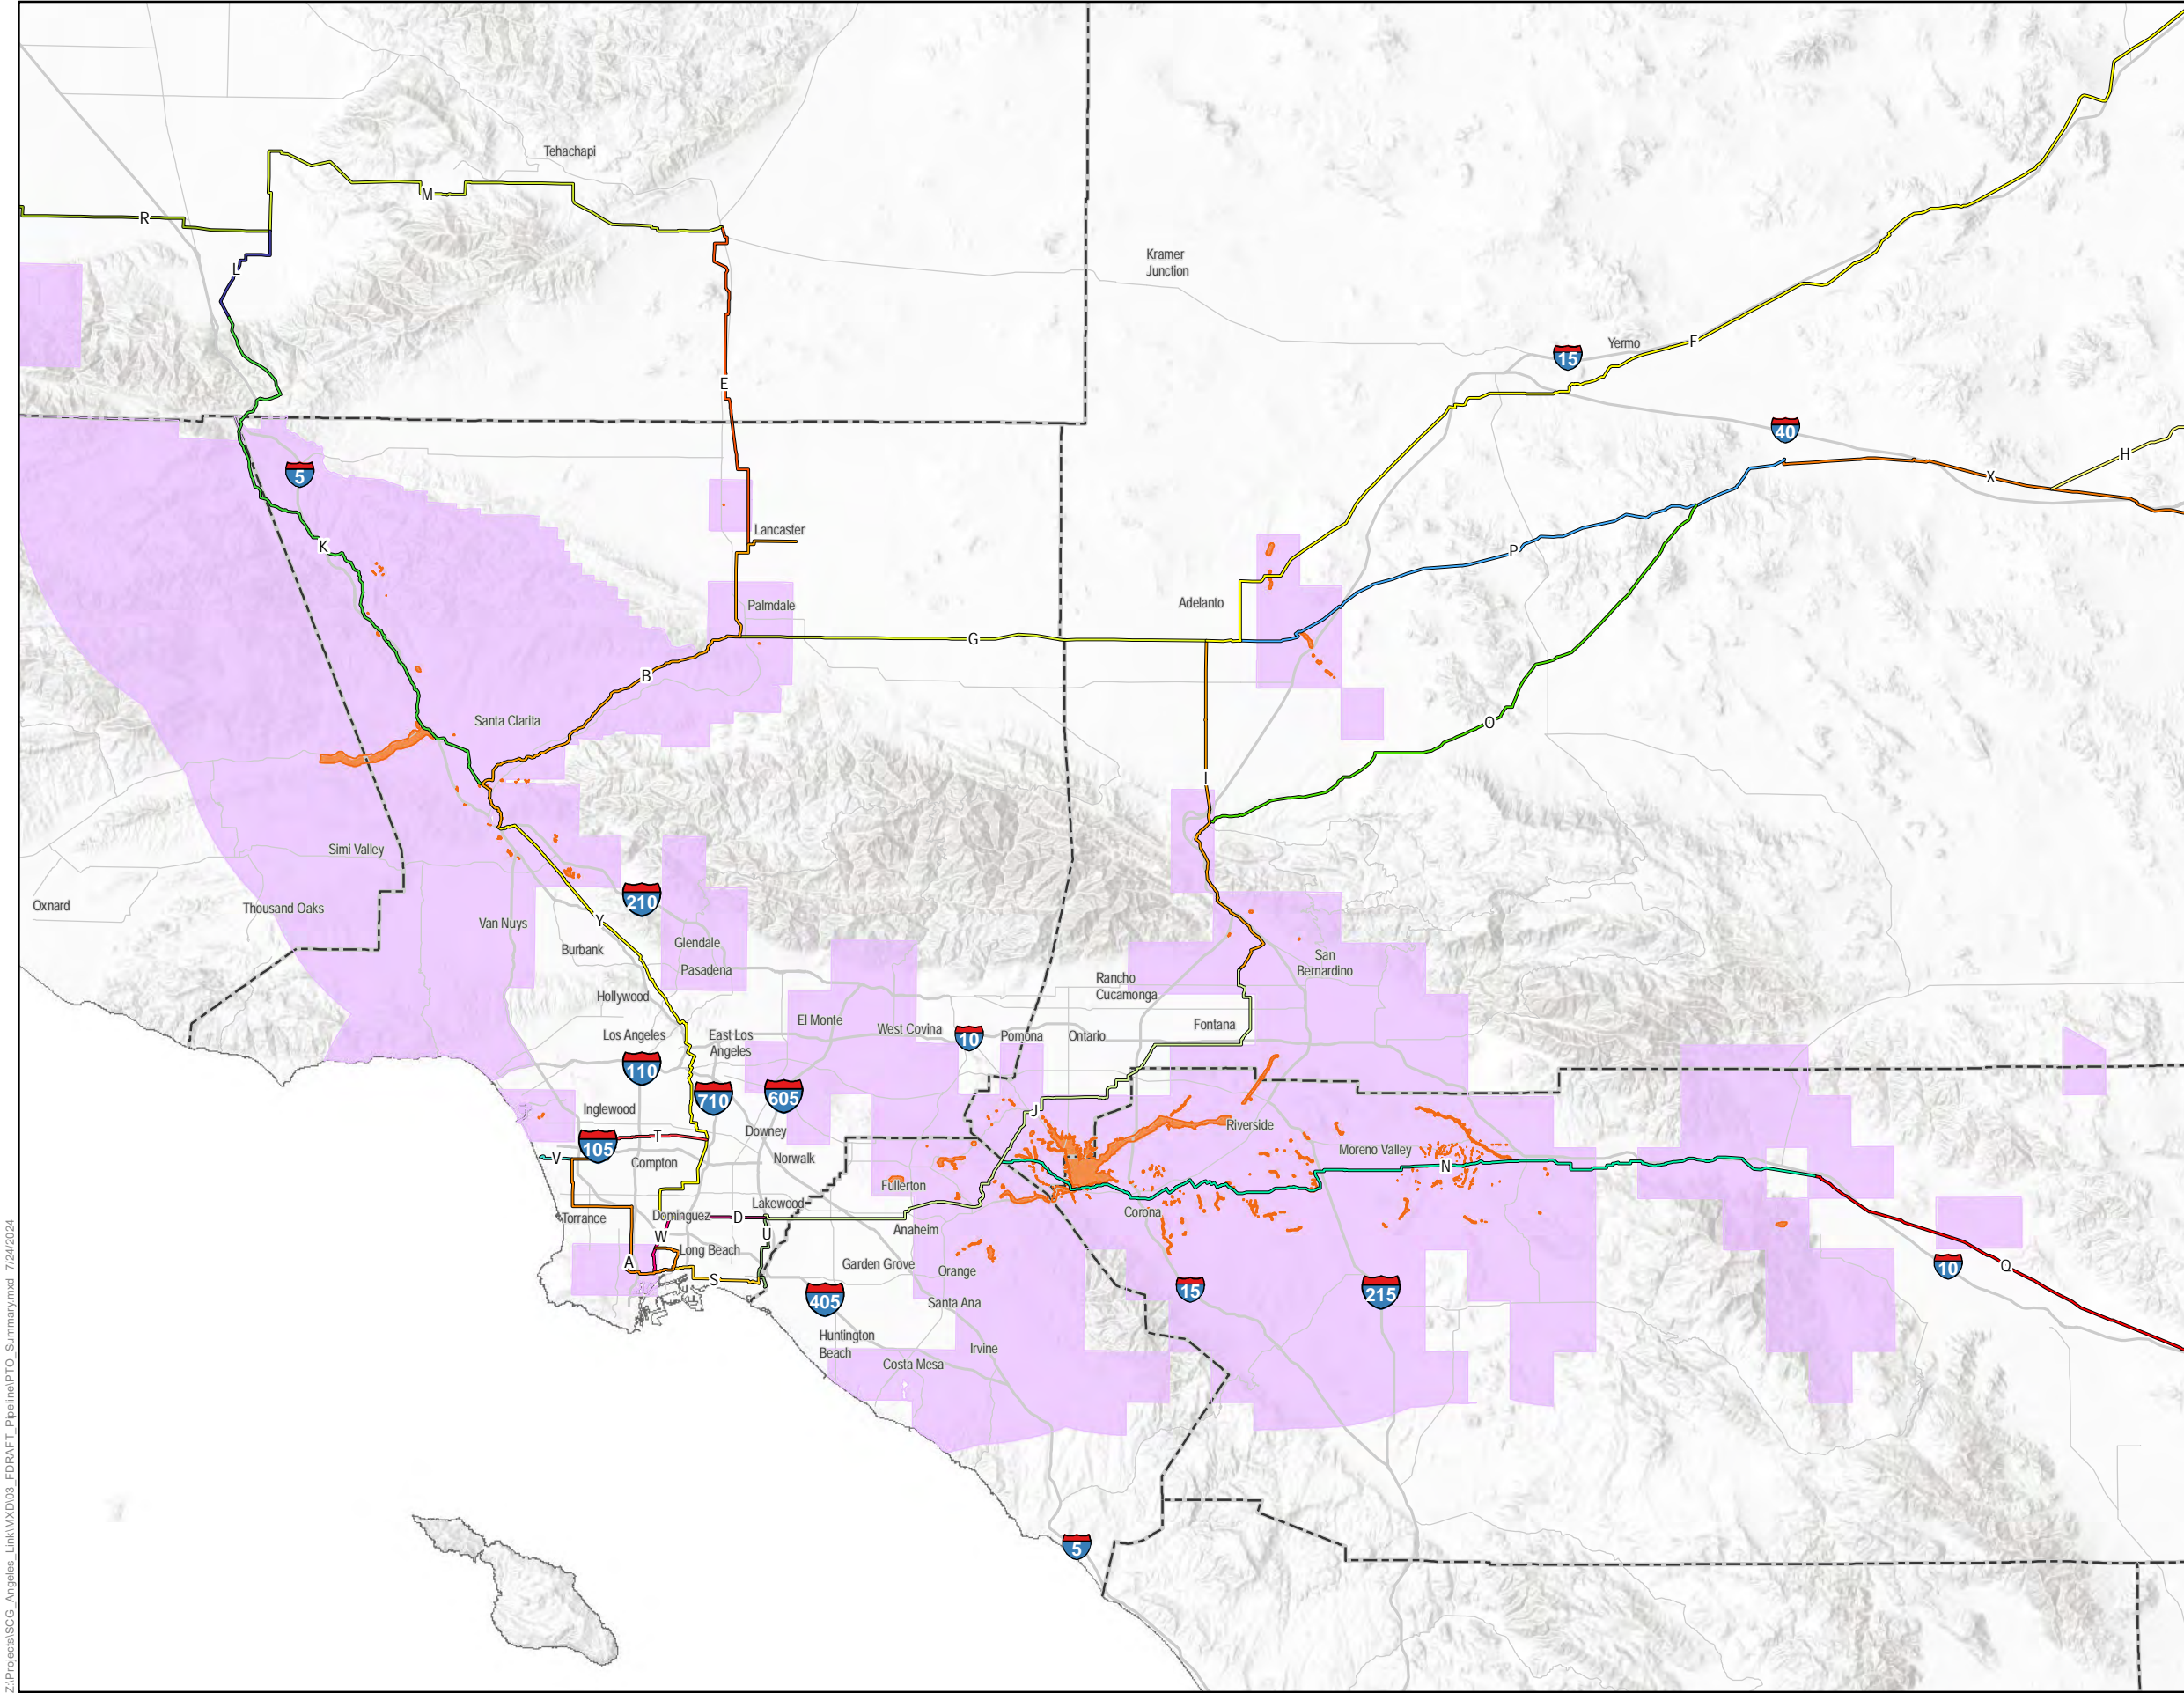 Tehachapi
M
R
Kramer
Junction
L
Yermo
F
15
E
40
H
5
X
Lancaster
K
P
Adelanto
Palmdale
G
B
Santa Clarita
O
I
Simi Valley
210
Oxnard
Thousand Oaks
Van Nuys
Y
Burbank
Glendale
Pasadena
San
Bernardino
Rancho
Cucamonga
Hollywood
El Monte
West Covina
10
Pomona
Ontario
Fontana
Los Angeles
East Los
Angeles
110
710
605
Inglewood
J
Downey
Riverside
105
T
Moreno Valley
V
Compton
Norwalk
N
Fullerton
Lakewood
Torrance
Dominguez
D
Corona
Anaheim
U
W
Long Beach
A
Garden Grove
Orange
S
10
Q
15
215
405
Santa Ana
Huntington
Beach
Irvine
Costa Mesa
5
Z:\Projects\SCG_Angeles_Link\MXD\03_FDRAFT_Pipeline\PTO_Summary.mxd 7/24/2024